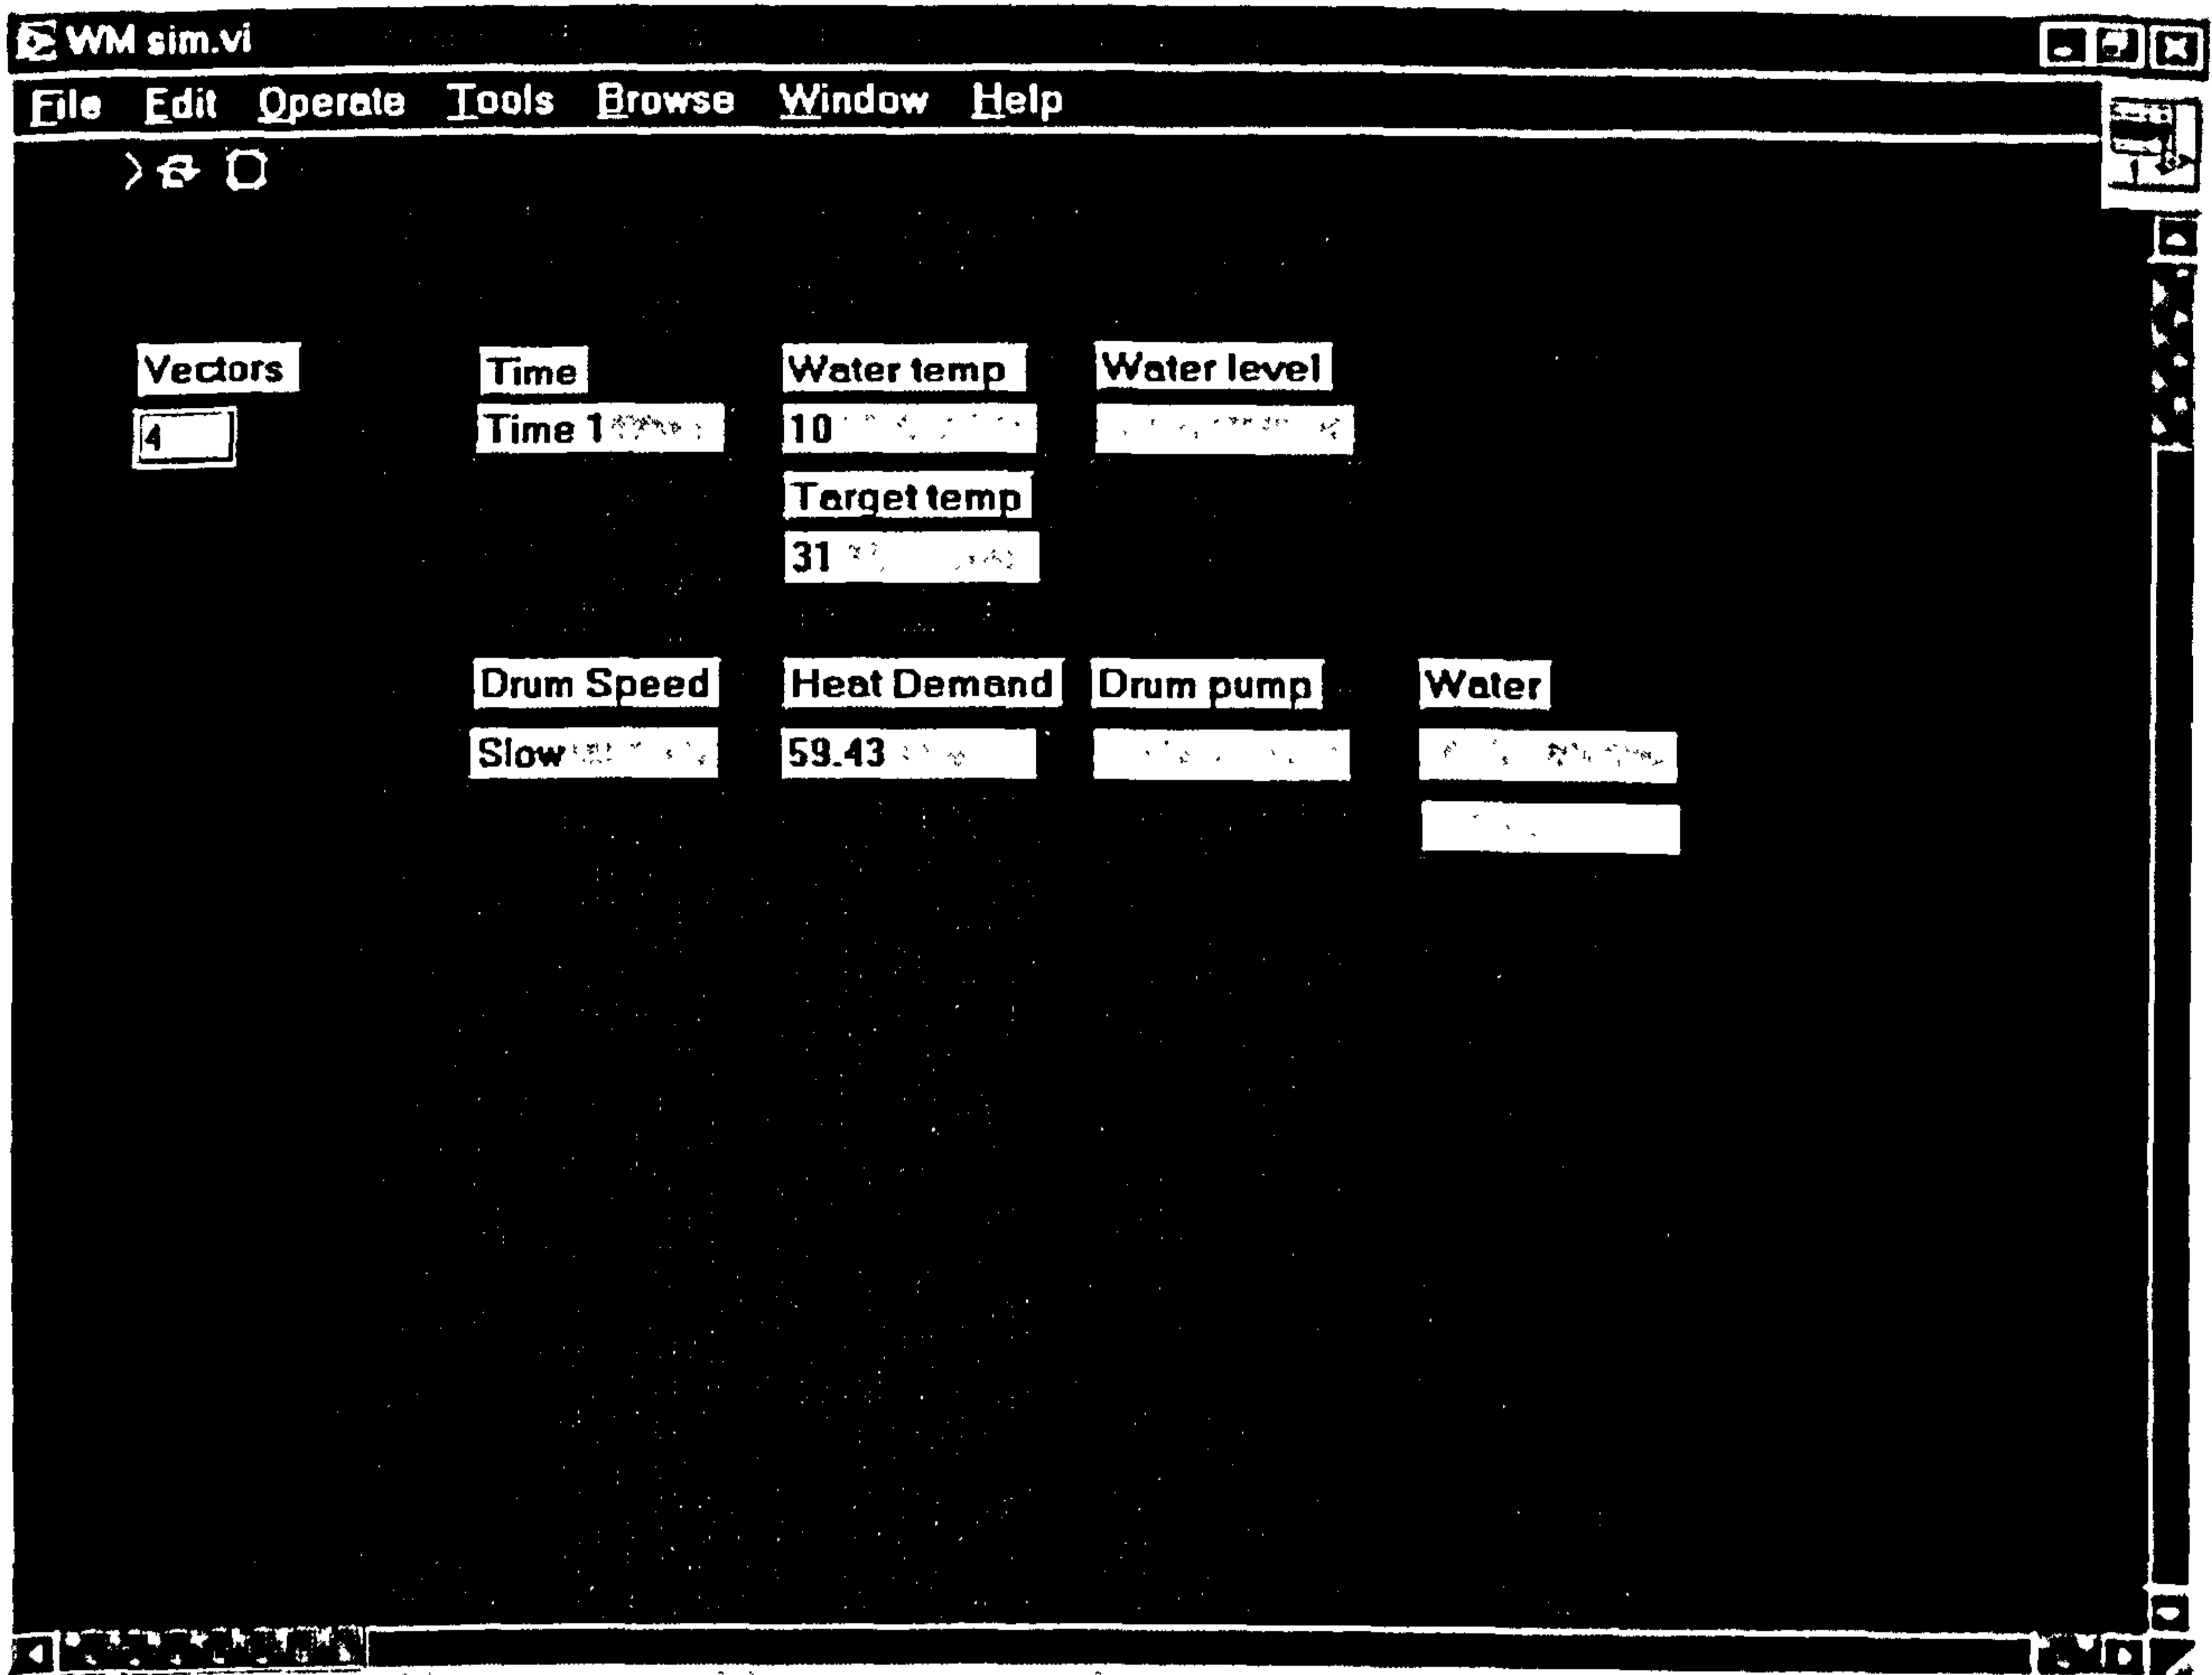 WM sim.vi
File Edit Operate Tools Browse Window Help
Vectors Time Water temp Water level
4 Time 1 10
Target temp
31
Drum Speed Heat Demand Drum pump Water
Slow 59.43